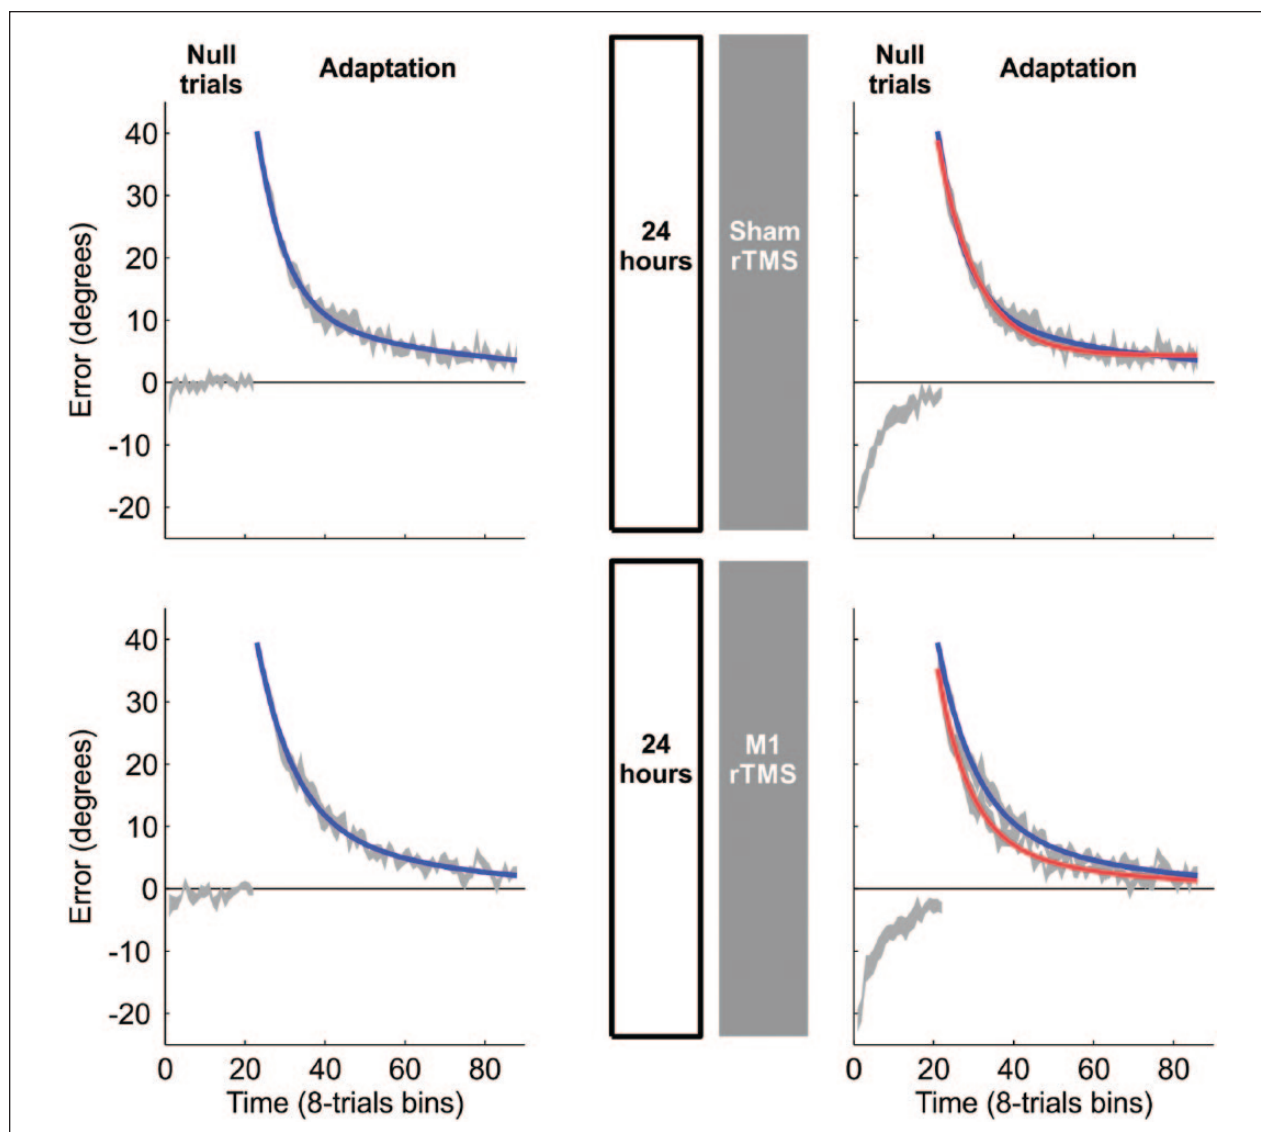 Null
trials
Adaptation
40
30
20
10
0
-10
-20
Error (degrees)
24
hours
Sham
rTMS
Null
trials
Adaptation
40
30
20
10
0
-10
-20
Error (degrees)
0
20
40
60
80
Time (8-trials bins)
24
hours
M1
rTMS
0
20
40
60
80
Time (8-trials bins)